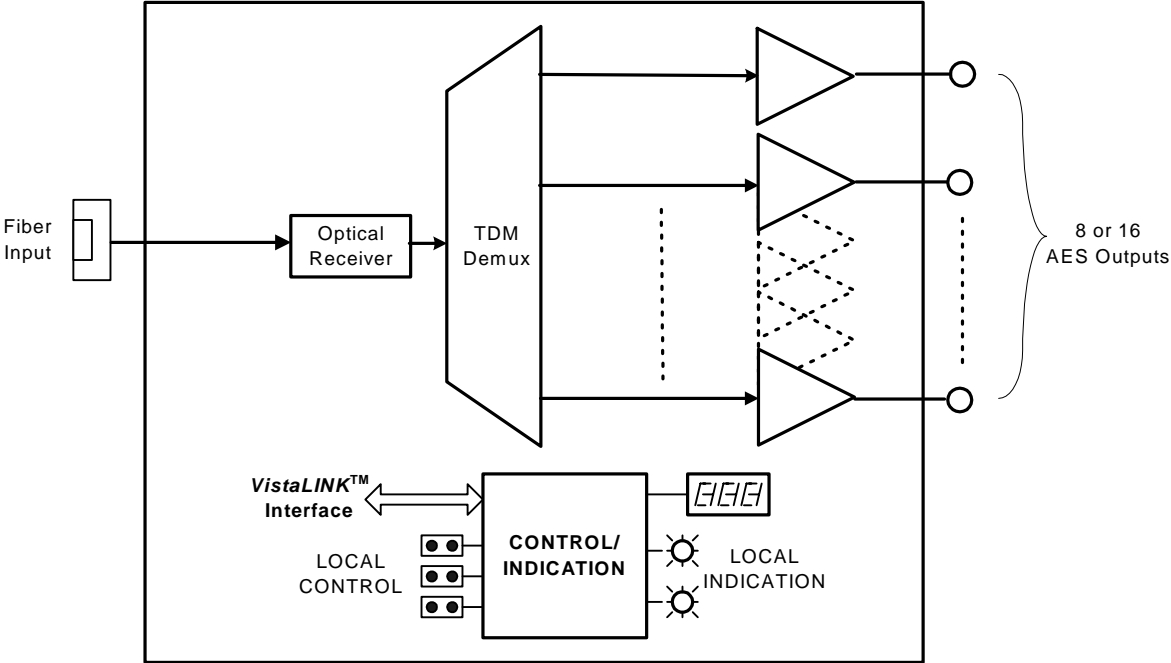 Fiber
Input
Optical
Receiver
TDM
Demux
8 or 16
AES Outputs
VistaLINK™
Interface
CONTROL/
INDICATION
LOCAL
CONTROL
LOCAL
INDICATION